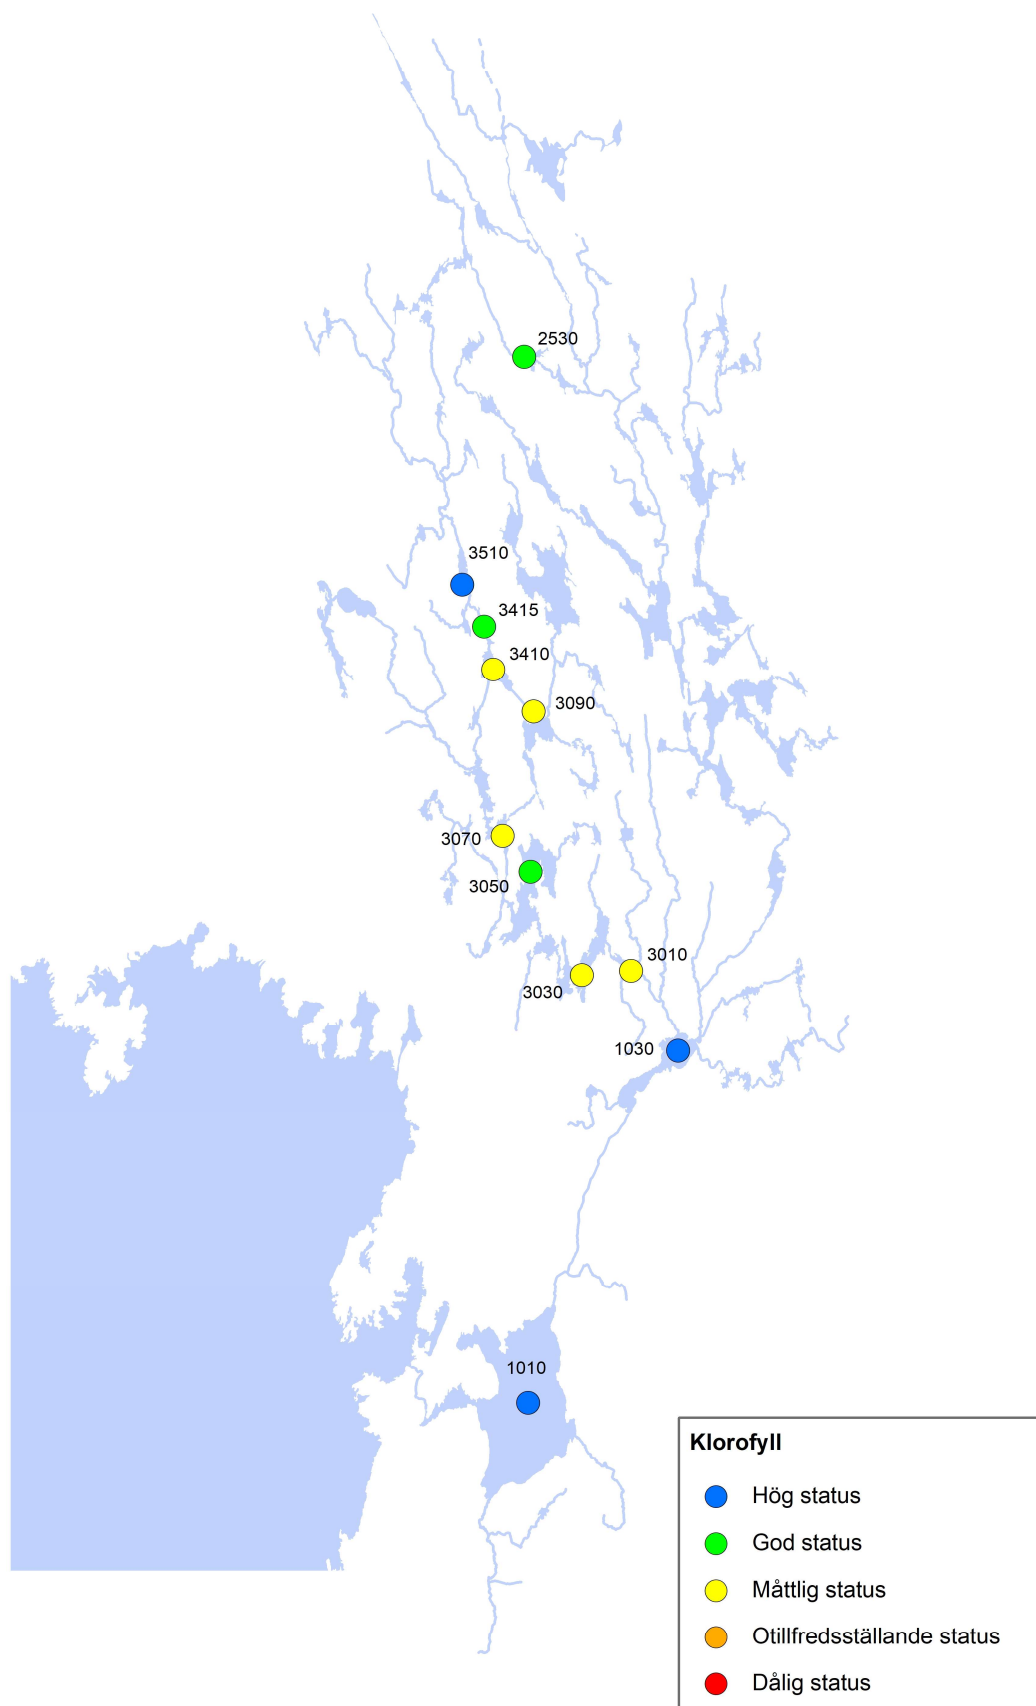 2530
3510
3415
3410
3090
3070
3050
3010
3030
1030
1010
Klorofyll
Hög status
God status
Måttlig status
Otillfredsställande status
Dålig status